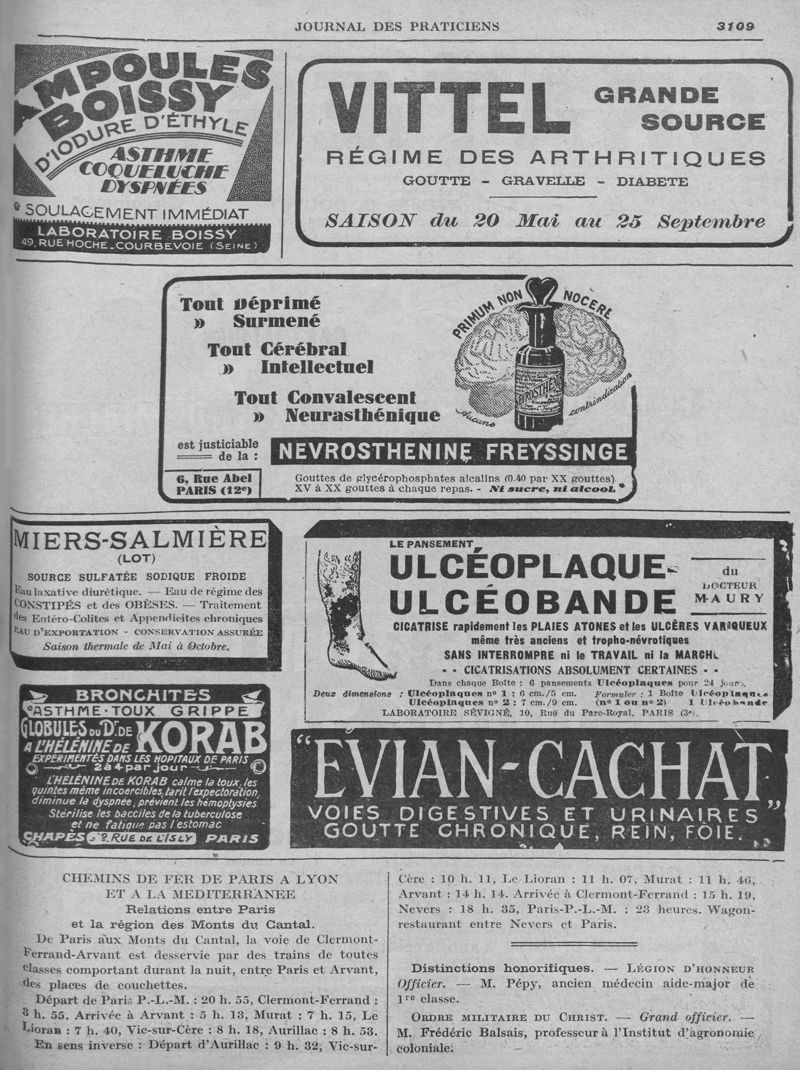 JOURNAL DES PRATICIENS
3109
AMPOULES
BOISSY
D'IODURE D'ÉTHYLE
ASTHME
COQUELUCHE
DYSPNÉES
SOULAGEMENT IMMÉDIAT
LABORATOIRE BOISSY
49, RUE HOCHE_COURBEVOIE (SEINE)
VITTEL GRANDE
SOURCE
RÉGIME DES ARTHRITIQUES
GOUTTE – GRAVELLE – DIABETE
SAISON du 20 Mai au 25 Septembre
Tout Déprimé
» Surmené
Tout Cérébral
» Intellectuel
Tout Convalescent
» Neurasthénique
PRIMUM NON NOCERE
Aucune contrindication
est justiciable
de la :
NEVROSTHENINE FREYSSINGE
6, Rue Abel
PARIS (12e)
Gouttes de glycérophosphates alcalins (0.40 par XX gouttes)
XV à XX gouttes à chaque repas. - Ni sucre, ni alcool.
MIERS-SALMIÈRE
(LOT)
SOURCE SULFATÉE SODIQUE FROIDE
Eau laxative diurétique. — Eau de régime des
CONSTIPÉS et des OBÈSES. — Traitement
des Entéro-Colites et Appendicites chroniques
EAU D'EXPORTATION - CONSERVATION ASSURÉE
Saison thermale de Mai à Octobre.
LE PANSEMENT
ULCÉOPLAQUE-
ULCÉOBANDE
du
DOCTEUR
MAURY
CICATRISE rapidement les PLAIES ATONES et les ULCÈRES VARIQUEUX
même très anciens et tropho-névrotiques
SANS INTERROMPRE ni le TRAVAIL ni la MARCHE
- - CICATRISATIONS ABSOLUMENT CERTAINES - -
Dans chaque Boîte : 6 pansements Ulcéoplaques pour 24 jours.
Deux dimensions : Ulcéoplaques no 1 : 6 cm./5 cm.
Ulcéoplaques no 2 : 7 cm./9 cm.
Formuler : 1 Boîte Ulcéoplaques
(no 1 ou no 2) 1 Ulcéobande
LABORATOIRE SÉVIGNÉ, 10, Rue du Parc-Royal, PARIS (3e).
BRONCHITES
ASTHME·TOUX GRIPPE
GLOBULES DU Dr. DE
A L'HÉLÉNINE DE
KORAB
EXPÉRIMENTÉS DANS LES HOPITAUX DE PARIS
2 à 4 par jour
L'HÉLÉNINE DE KORAB calme la toux, les
quintes même incoercibles, tarit l'expectoration,
diminue la dyspnée, prévient les hémoptysies
Stérilise les bacilles de la tuberculose
et ne fatigue pas l'estomac
CHAPÈS 12, RUE DE L'ISLY PARIS
"EVIAN-CACHAT"
VOIES DIGESTIVES ET URINAIRES
GOUTTE CHRONIQUE, REIN, FOIE.
CHEMINS DE FER DE PARIS A LYON
ET A LA MEDITERRANEE
Relations entre Paris
et la région des Monts du Cantal.
De Paris aux Monts du Cantal, la voie de Clermont-
Ferrand-Arvant est desservie par des trains de toutes
classes comportant durant la nuit, entre Paris et Arvant,
des places de couchettes.
Départ de Paris P.-L.-M. : 20 h. 55, Clermont-Ferrand :
3 h. 55. Arrivée à Arvant : 5 h. 13, Murat : 7 h. 15, Le
Lioran : 7 h. 40, Vic-sur-Cère : 8 h. 18, Aurillac : 8 h. 53.
En sens inverse : Départ d'Aurillac : 9 h. 32, Vic-sur-
Cère : 10 h. 11, Le Lioran : 11 h. 07, Murat : 11 h. 46,
Arvant : 14 h. 14. Arrivée à Clermont-Ferrand : 15 h. 19,
Nevers : 18 h. 35, Paris-P.-L.-M. : 23 heures. Wagon-
restaurant entre Nevers et Paris.
Distinctions honorifiques. — LÉGION D'HONNEUR
Officier. — M. Pépy, ancien médecin aide-major de
1re classe.
ORDRE MILITAIRE DU CHRIST. — Grand officier. —
M. Frédéric Balsais, professeur à l'Institut d'agronomie
coloniale.